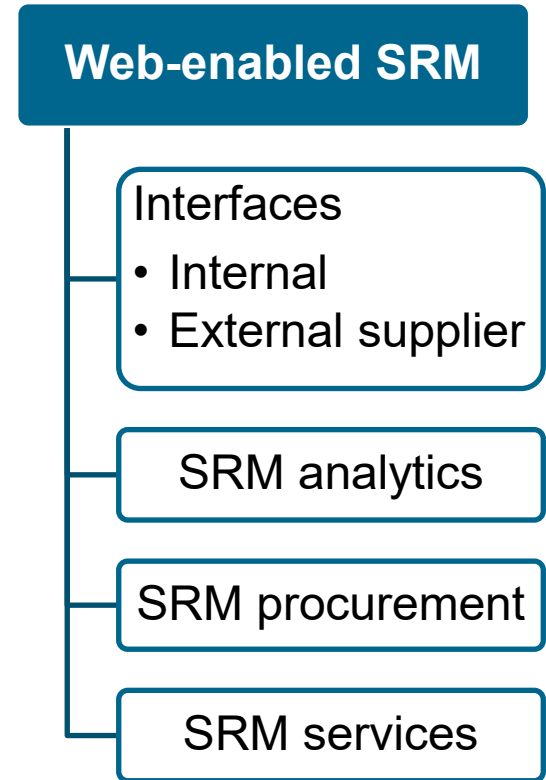 Web-enabled SRM
Interfaces
• Internal
• External supplier
SRM analytics
SRM procurement
SRM services